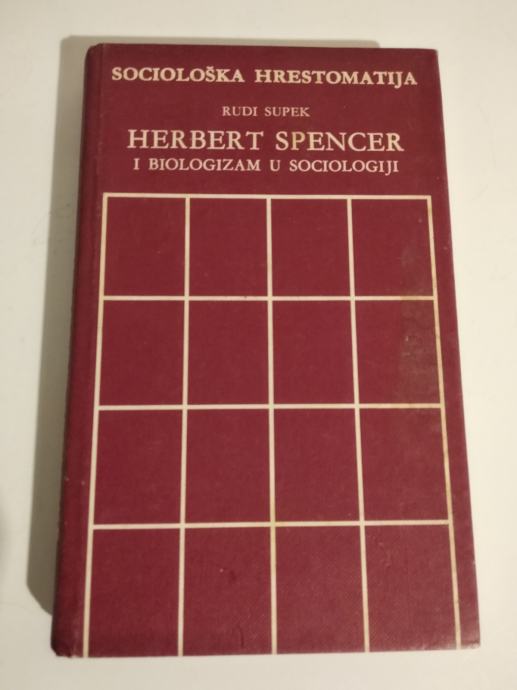 SOCIOLOŠKA HRESTOMATIJA
RUDI SUPEK
HERBERT SPENCER
I BIOLOGIZAM U SOCIOLOGIJI